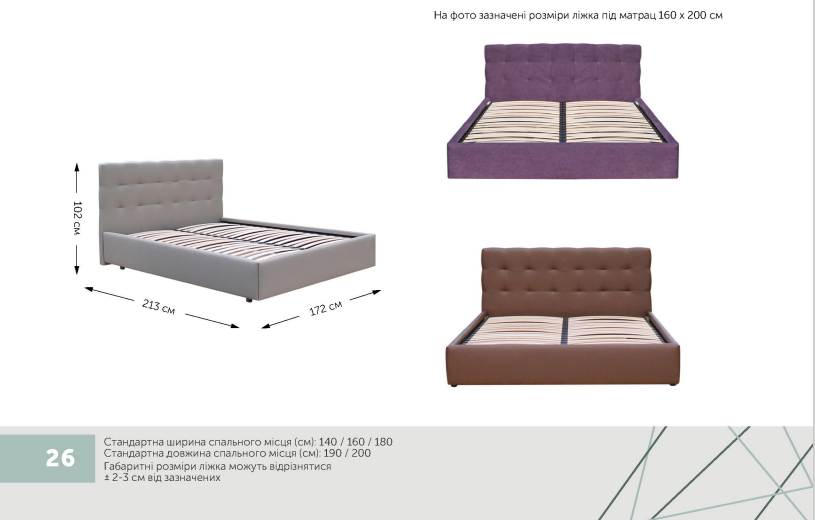 На фото зазначені розміри ліжка під матрац 160 х 200 см
102 см
213 см
172 см
26
Стандартна ширина спального місця (см): 140 / 160 / 180
Стандартна довжина спального місця (см): 190 / 200
Габаритні розміри ліжка можуть відрізнятися
± 2-3 см від зазначених